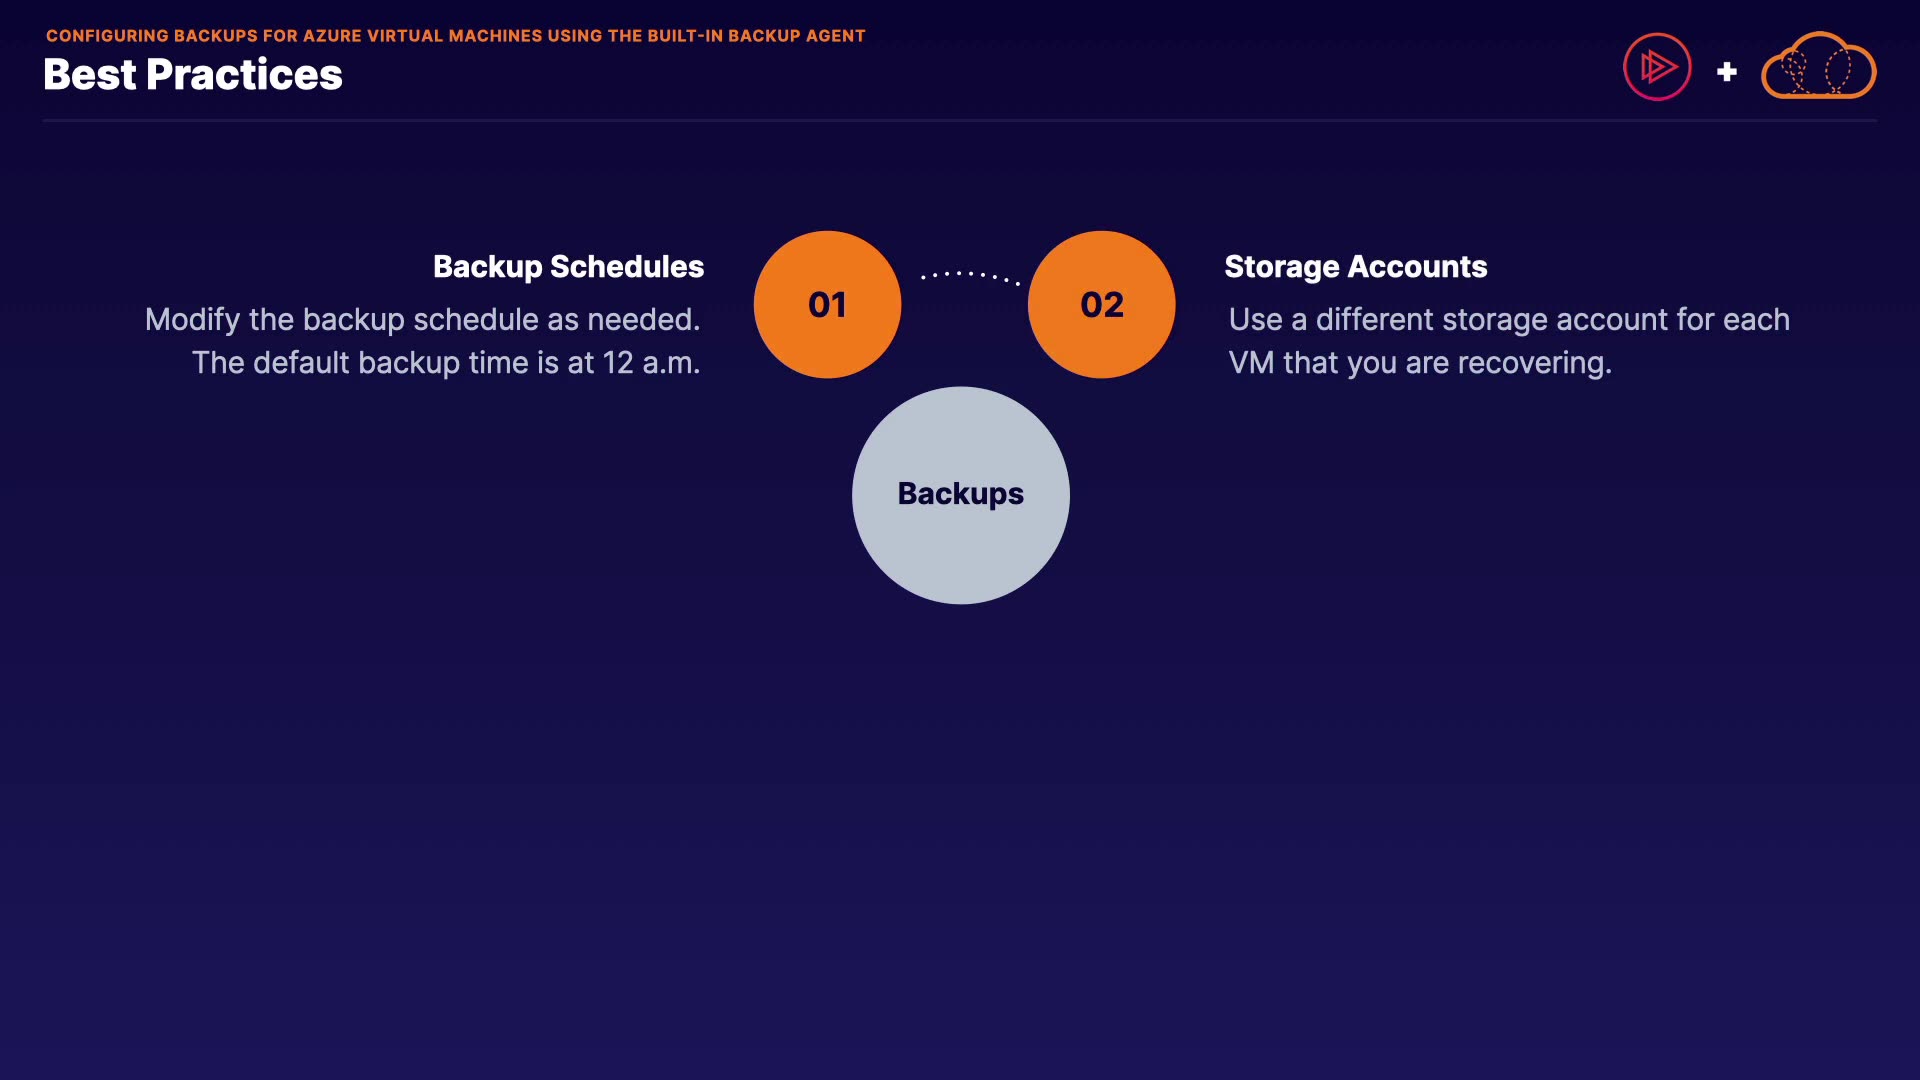 CONFIGURING BACKUPS FOR AZURE VIRTUAL MACHINES USING THE BUILT-IN BACKUP AGENT
Best Practices
Backup Schedules
Modify the backup schedule as needed.
The default backup time is at 12 a.m.
01
02
Storage Accounts
Use a different storage account for each
VM that you are recovering.
Backups